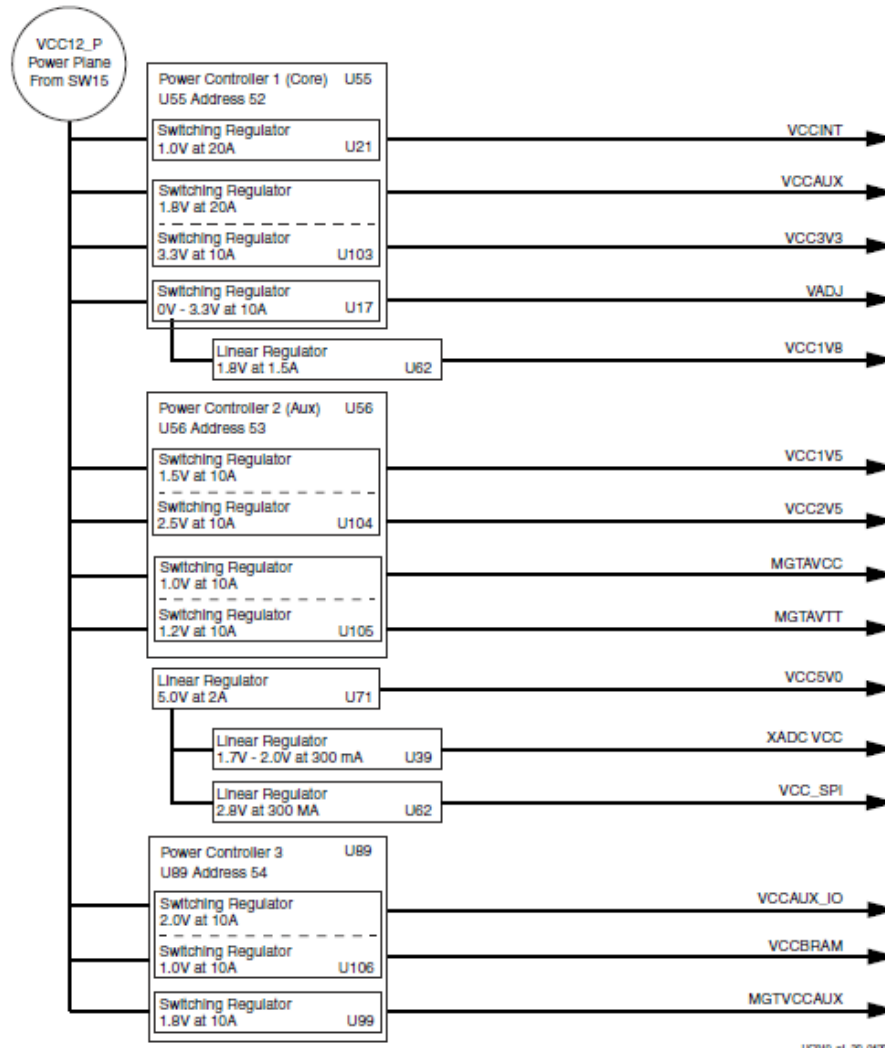 VCC12_P
Power Plane
From SW15
Power Controller 1 (Core) U55
U55 Address 52
Switching Regulator
1.0V at 20A U21
VCCINT
Switching Regulator
1.8V at 20A
VCCAUX
Switching Regulator
3.3V at 10A U103
VCC3V3
Switching Regulator
0V - 3.3V at 10A U17
VADJ
Linear Regulator
1.8V at 1.5A U62
VCC1V8
Power Controller 2 (Aux) U56
U56 Address 53
Switching Regulator
1.5V at 10A
VCC1V5
Switching Regulator
2.5V at 10A U104
VCC2V5
Switching Regulator
1.0V at 10A
MGTAVCC
Switching Regulator
1.2V at 10A U105
MGTAVTT
Linear Regulator
5.0V at 2A U71
VCC5V0
Linear Regulator
1.7V - 2.0V at 300 mA U39
XADC VCC
Linear Regulator
2.8V at 300 MA U62
VCC_SPI
Power Controller 3 U89
U89 Address 54
Switching Regulator
2.0V at 10A
VCCAUX_IO
Switching Regulator
1.0V at 10A U106
VCCBRAM
Switching Regulator
1.8V at 10A U99
MGTVCCAUX